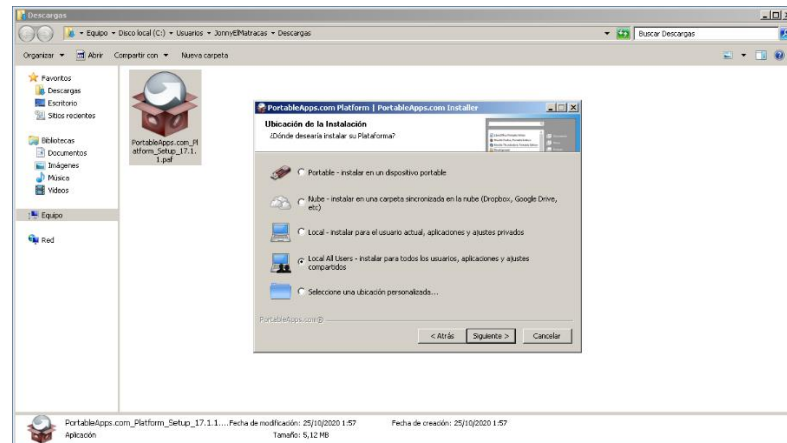 Descargas
Equipo ▸ Disco local (C:) ▸ Usuarios ▸ JonnyElMatracas ▸ Descargas
Buscar Descargas
Organizar
Abrir
Compartir con
Nueva carpeta
Favoritos
Descargas
Escritorio
Sitios recientes
Bibliotecas
Documentos
Imágenes
Música
Vídeos
Equipo
Red
PortableApps.com_Pl
atform_Setup_17.1.
1.paf
PortableApps.com Platform | PortableApps.com Installer
Ubicación de la Instalación
¿Dónde desearía instalar su Plataforma?
Portable - instalar en un dispositivo portable
Nube - instalar en una carpeta sincronizada en la nube (Dropbox, Google Drive,
etc)
Local - instalar para el usuario actual, aplicaciones y ajustes privados
Local All Users - instalar para todos los usuarios, aplicaciones y ajustes
compartidos
Seleccione una ubicación personalizada...
PortableApps.com®
< Atrás
Siguiente >
Cancelar
PortableApps.com_Platform_Setup_17.1.1.... Fecha de modificación: 25/10/2020 1:57 Fecha de creación: 25/10/2020 1:57
Aplicación Tamaño: 5,12 MB